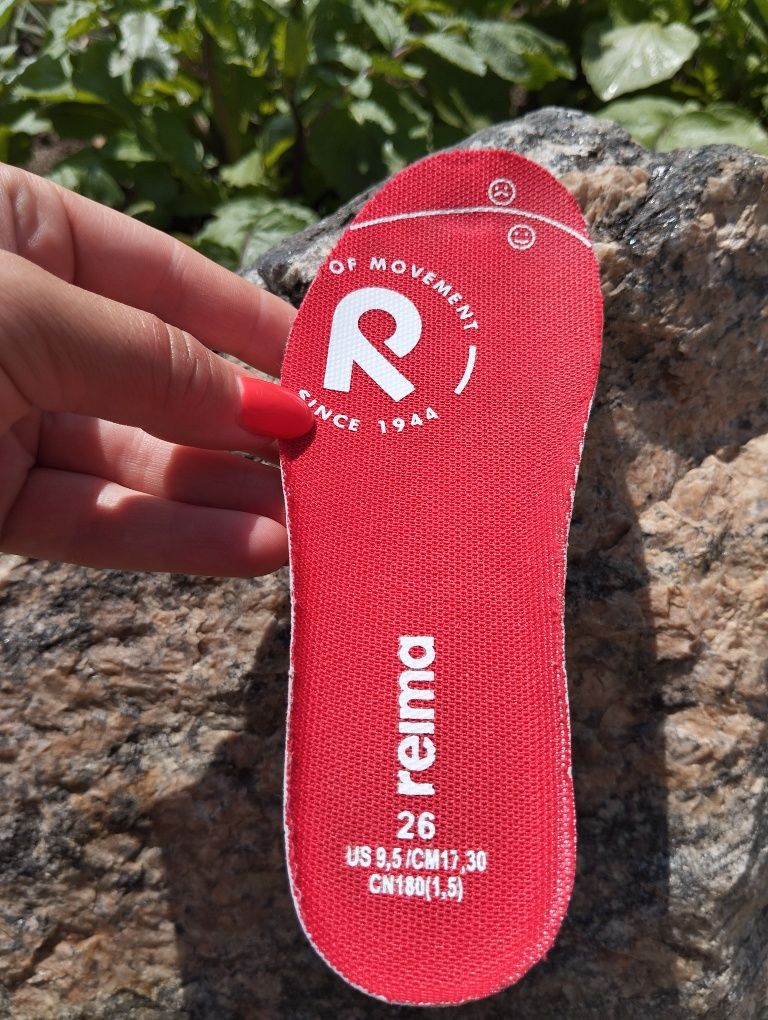 OF MOVEMENT
R
SINCE 1944
reima
26
US 9,5 /CM17,30
CN180(1,5)